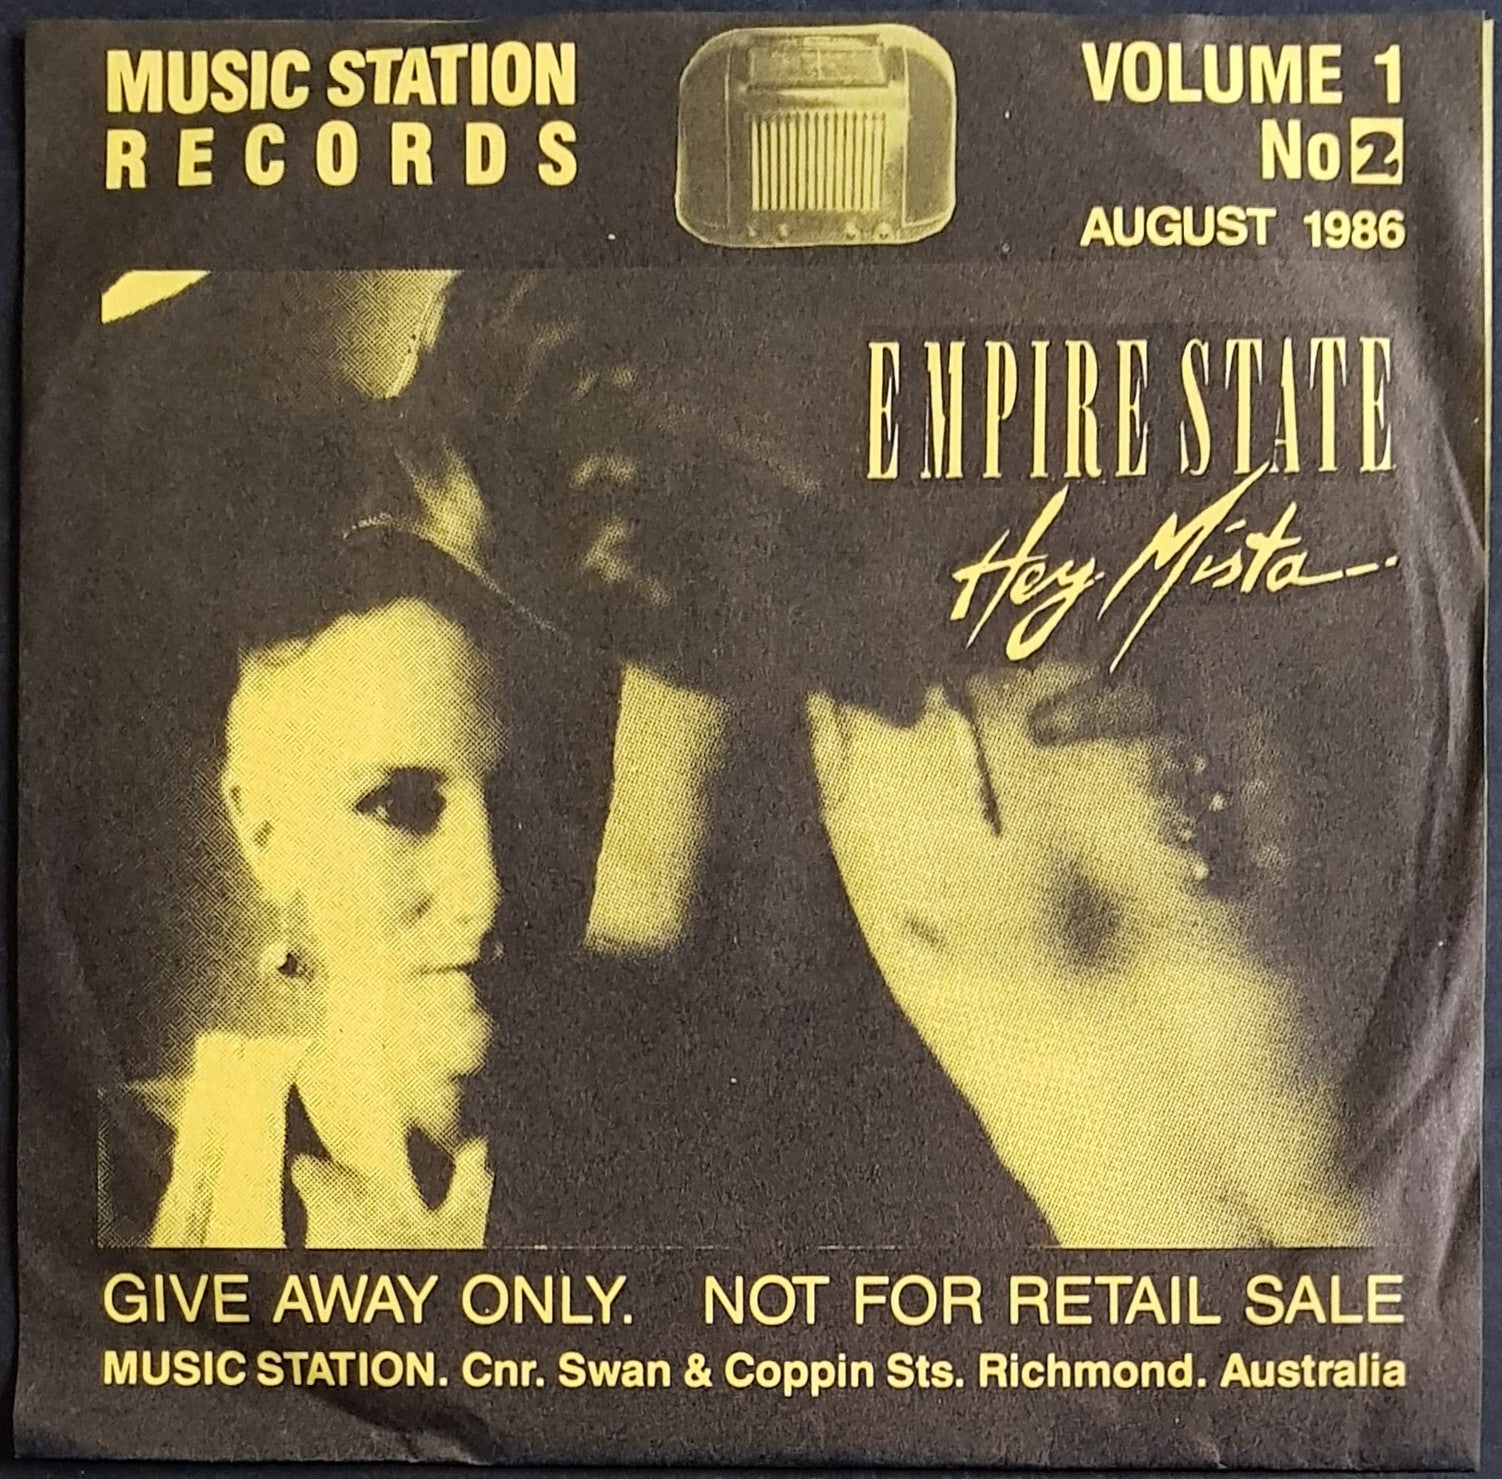 MUSIC STATION
RECORDS
VOLUME 1
No 2
AUGUST 1986
EMPIRE STATE
Hey Mista...
GIVE AWAY ONLY. NOT FOR RETAIL SALE
MUSIC STATION. Cnr. Swan & Coppin Sts. Richmond. Australia